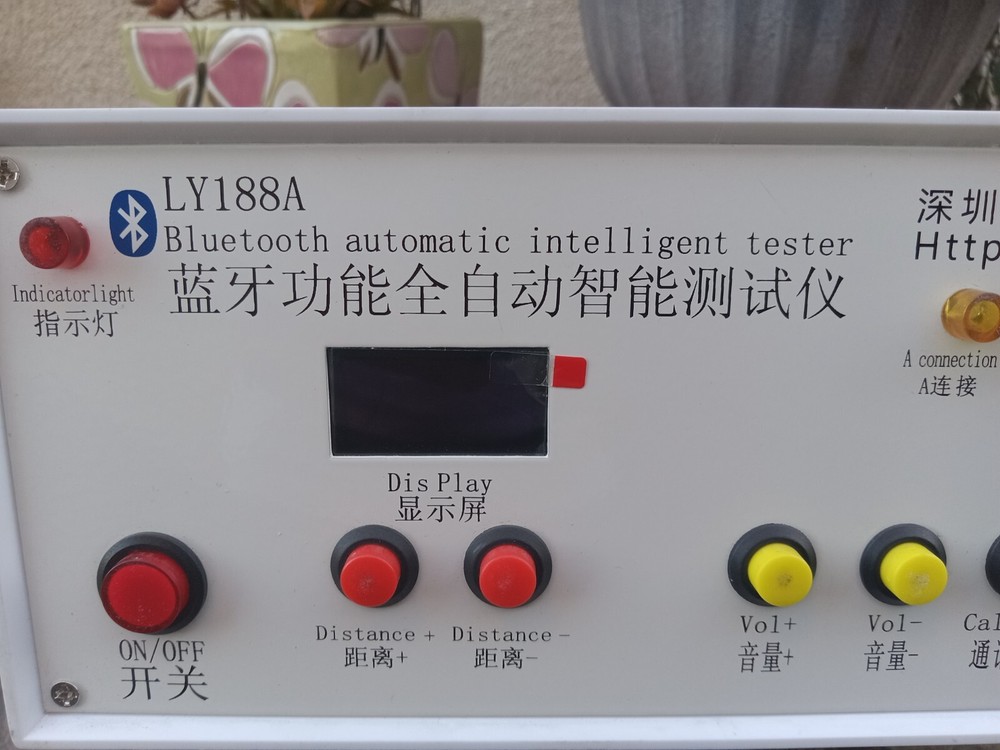 LY188A
Bluetooth automatic intelligent tester
蓝牙功能全自动智能测试仪
深圳
Http
Indicatorlight
指示灯
A connection
A连接
Dis Play
显示屏
ON/OFF
开关
Distance +
距离+
Distance -
距离-
Vol+
音量+
Vol-
音量-
Cal
通